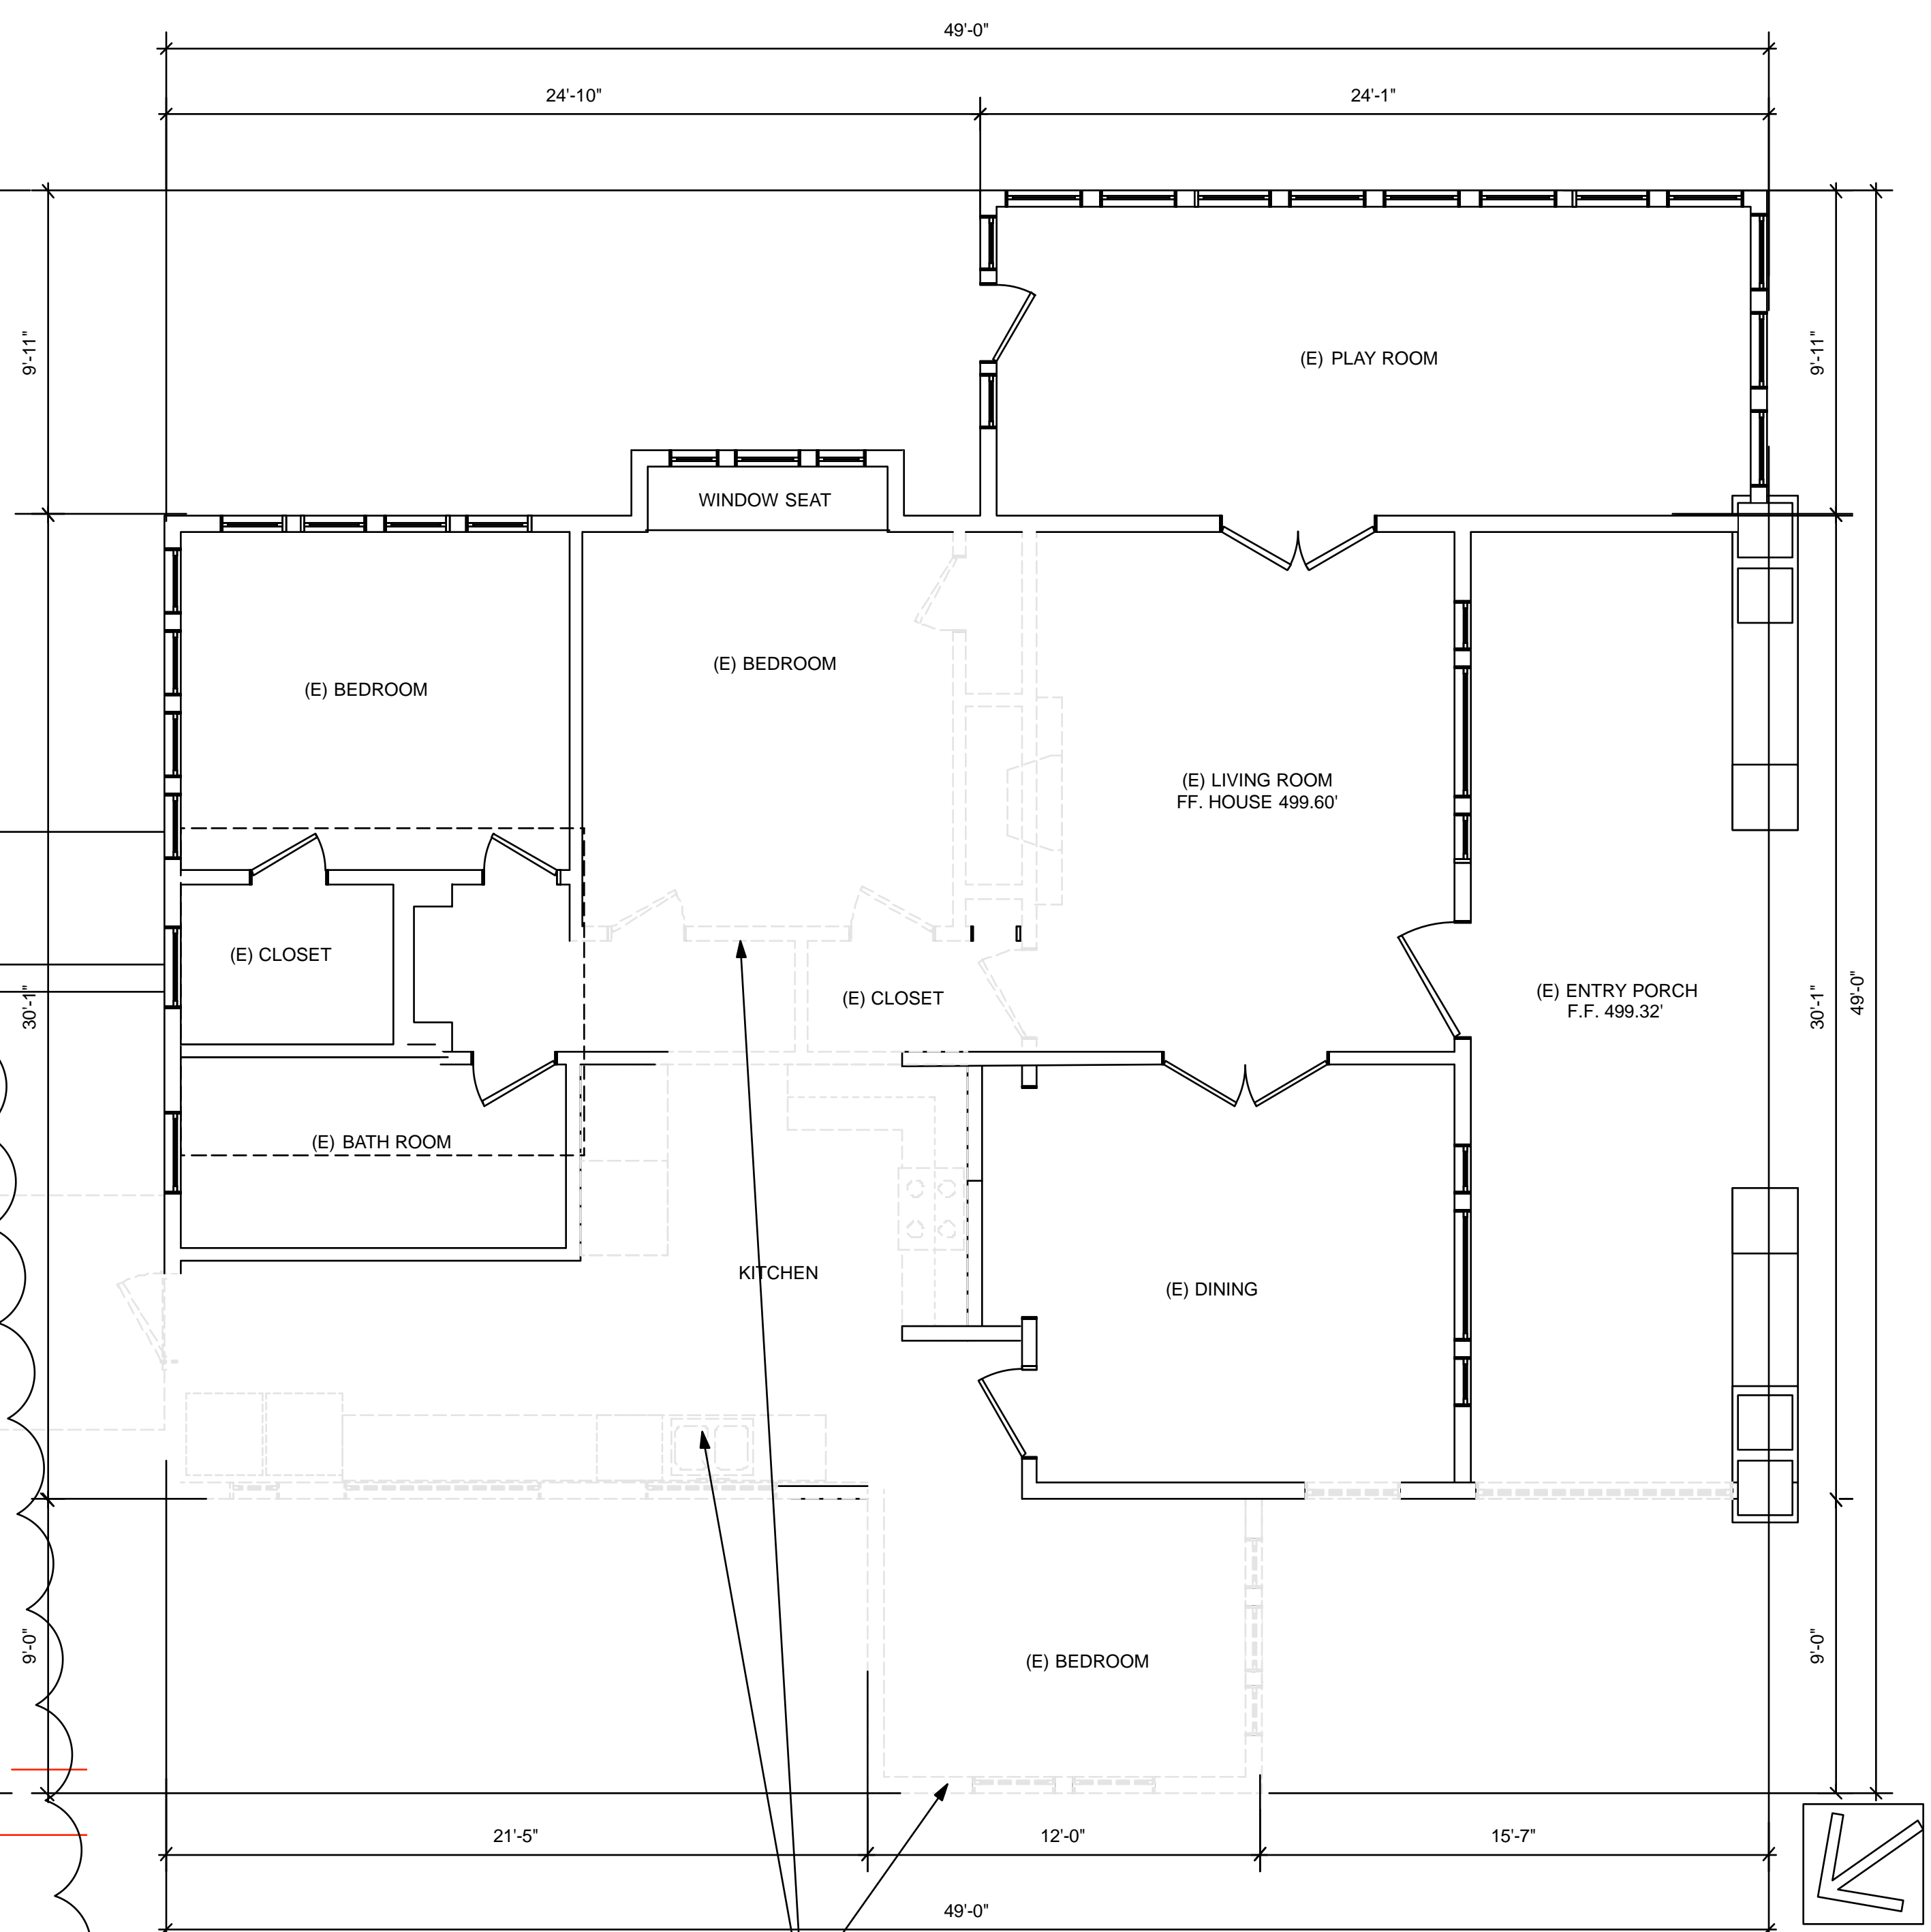 49'-0"
24'-10"
24'-1"
9'-11"
(E) PLAY ROOM
9'-11"
WINDOW SEAT
(E) BEDROOM
(E) BEDROOM
(E) LIVING ROOM
FF. HOUSE 499.60'
(E) CLOSET
(E) CLOSET
(E) ENTRY PORCH
F.F. 499.32'
30'-1"
30'-1"
49'-0"
(E) BATH ROOM
KITCHEN
(E) DINING
9'-0"
(E) BEDROOM
9'-0"
21'-5"
12'-0"
15'-7"
49'-0"